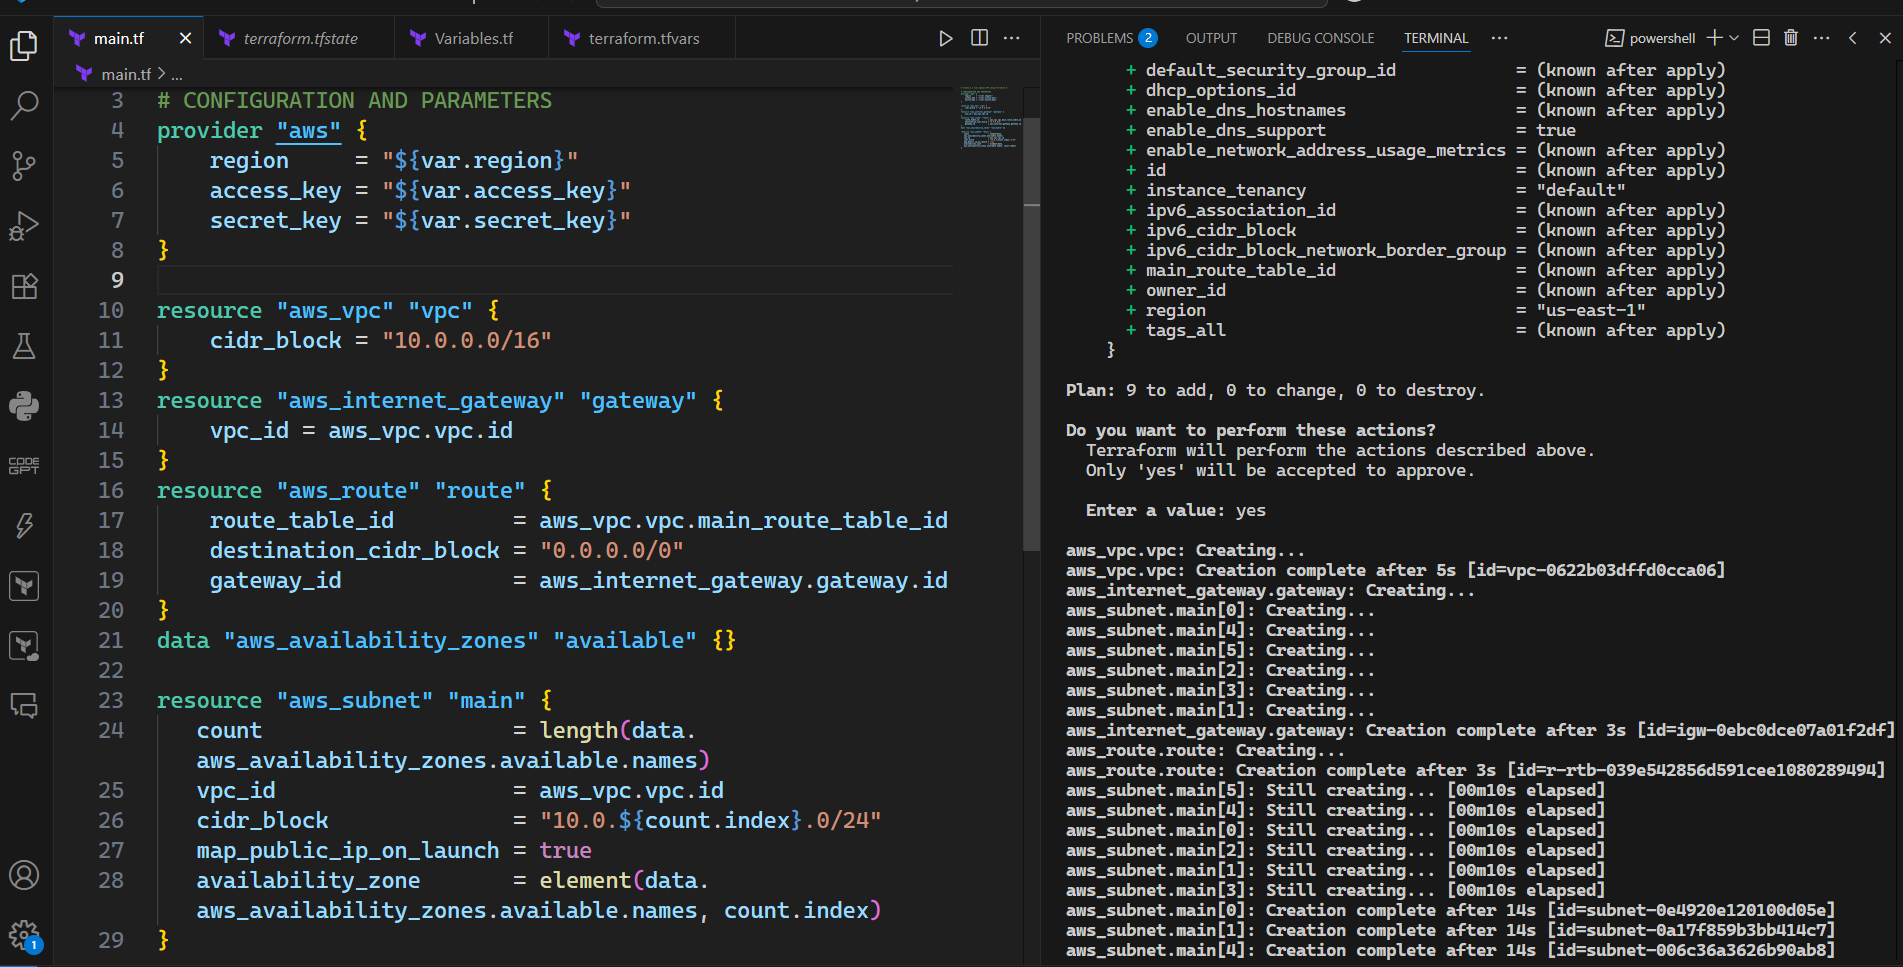 main.tf
terraform.tfstate
Variables.tf
terraform.tfvars
main.tf > ...
3 # CONFIGURATION AND PARAMETERS
4 provider "aws" {
5 region = "${var.region}"
6 access_key = "${var.access_key}"
7 secret_key = "${var.secret_key}"
8 }
9
10 resource "aws_vpc" "vpc" {
11 cidr_block = "10.0.0.0/16"
12 }
13 resource "aws_internet_gateway" "gateway" {
14 vpc_id = aws_vpc.vpc.id
15 }
16 resource "aws_route" "route" {
17 route_table_id = aws_vpc.vpc.main_route_table_id
18 destination_cidr_block = "0.0.0.0/0"
19 gateway_id = aws_internet_gateway.gateway.id
20 }
21 data "aws_availability_zones" "available" {}
22
23 resource "aws_subnet" "main" {
24 count = length(data.
aws_availability_zones.available.names)
25 vpc_id = aws_vpc.vpc.id
26 cidr_block = "10.0.${count.index}.0/24"
27 map_public_ip_on_launch = true
28 availability_zone = element(data.
aws_availability_zones.available.names, count.index)
29 }
CODE
GPT
1
PROBLEMS 2 OUTPUT DEBUG CONSOLE TERMINAL ... powershell
+ default_security_group_id = (known after apply)
+ dhcp_options_id = (known after apply)
+ enable_dns_hostnames = (known after apply)
+ enable_dns_support = true
+ enable_network_address_usage_metrics = (known after apply)
+ id = (known after apply)
+ instance_tenancy = "default"
+ ipv6_association_id = (known after apply)
+ ipv6_cidr_block = (known after apply)
+ ipv6_cidr_block_network_border_group = (known after apply)
+ main_route_table_id = (known after apply)
+ owner_id = (known after apply)
+ region = "us-east-1"
+ tags_all = (known after apply)
}
Plan: 9 to add, 0 to change, 0 to destroy.
Do you want to perform these actions?
Terraform will perform the actions described above.
Only 'yes' will be accepted to approve.
Enter a value: yes
aws_vpc.vpc: Creating...
aws_vpc.vpc: Creation complete after 5s [id=vpc-0622b03dffd0cca06]
aws_internet_gateway.gateway: Creating...
aws_subnet.main[0]: Creating...
aws_subnet.main[4]: Creating...
aws_subnet.main[5]: Creating...
aws_subnet.main[2]: Creating...
aws_subnet.main[3]: Creating...
aws_subnet.main[1]: Creating...
aws_internet_gateway.gateway: Creation complete after 3s [id=igw-0ebc0dce07a01f2df]
aws_route.route: Creating...
aws_route.route: Creation complete after 3s [id=r-rtb-039e542856d591cee1080289494]
aws_subnet.main[5]: Still creating... [00m10s elapsed]
aws_subnet.main[4]: Still creating... [00m10s elapsed]
aws_subnet.main[0]: Still creating... [00m10s elapsed]
aws_subnet.main[2]: Still creating... [00m10s elapsed]
aws_subnet.main[1]: Still creating... [00m10s elapsed]
aws_subnet.main[3]: Still creating... [00m10s elapsed]
aws_subnet.main[0]: Creation complete after 14s [id=subnet-0e4920e120100d05e]
aws_subnet.main[1]: Creation complete after 14s [id=subnet-0a17f859b3bb414c7]
aws_subnet.main[4]: Creation complete after 14s [id=subnet-006c36a3626b90ab8]